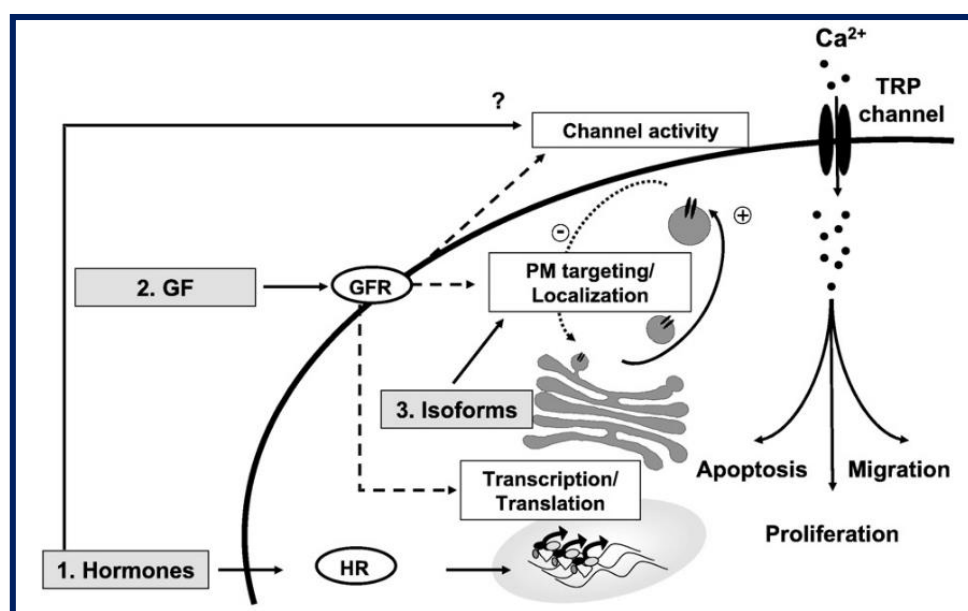 Ca²⁺
TRP
channel
?
Channel activity
-
+
2. GF
GFR
PM targeting/
Localization
3. Isoforms
Apoptosis
Migration
Transcription/
Translation
Proliferation
1. Hormones
HR